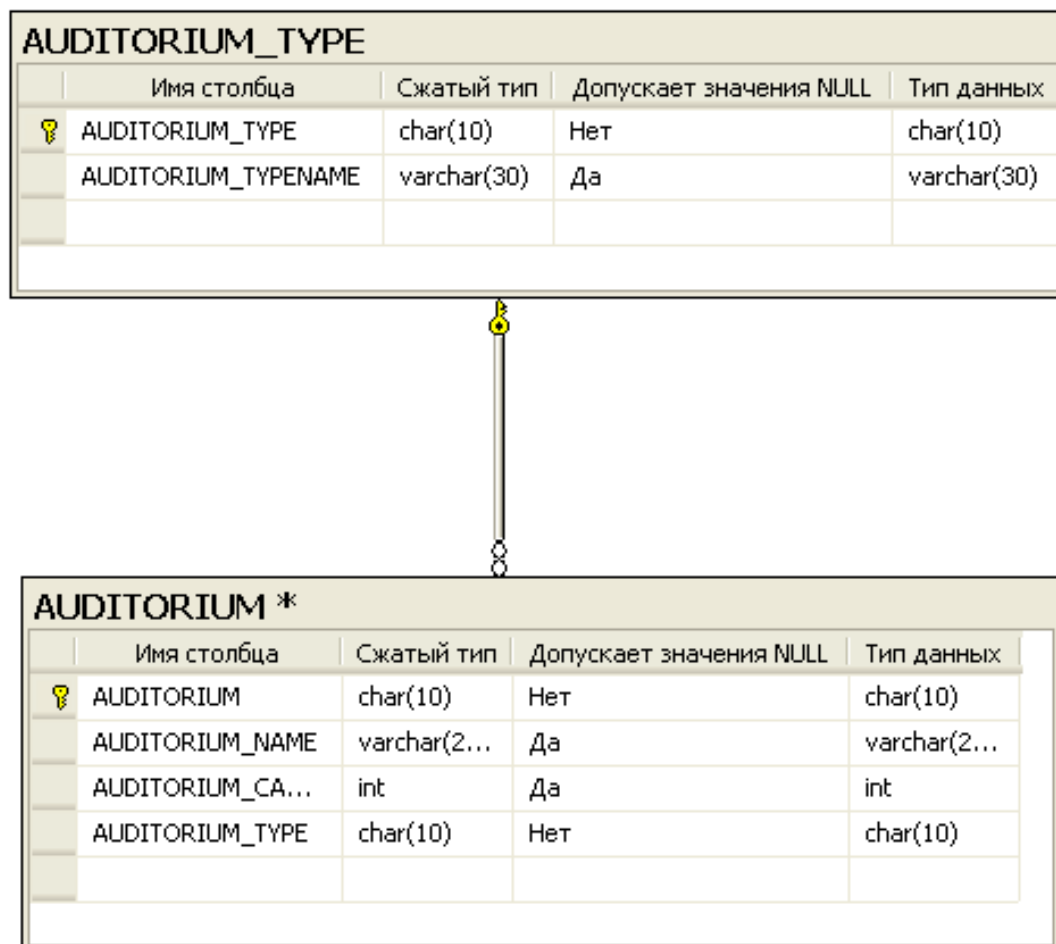 AUDITORIUM_TYPE
Имя столбца Сжатый тип Допускает значения NULL Тип данных
AUDITORIUM_TYPE char(10) Нет char(10)
AUDITORIUM_TYPENAME varchar(30) Да varchar(30)
AUDITORIUM *
Имя столбца Сжатый тип Допускает значения NULL Тип данных
AUDITORIUM char(10) Нет char(10)
AUDITORIUM_NAME varchar(2... Да varchar(2...
AUDITORIUM_CA... int Да int
AUDITORIUM_TYPE char(10) Нет char(10)